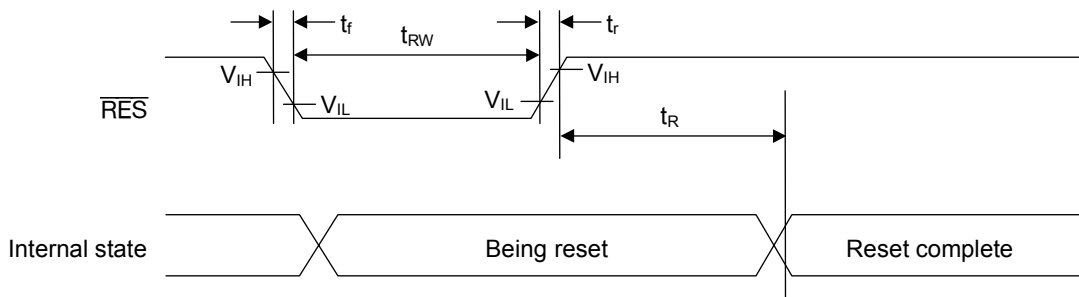 tf
tRW
tr
VIH
VIH
RES
VIL
VIL
tR
Internal state
Being reset
Reset complete